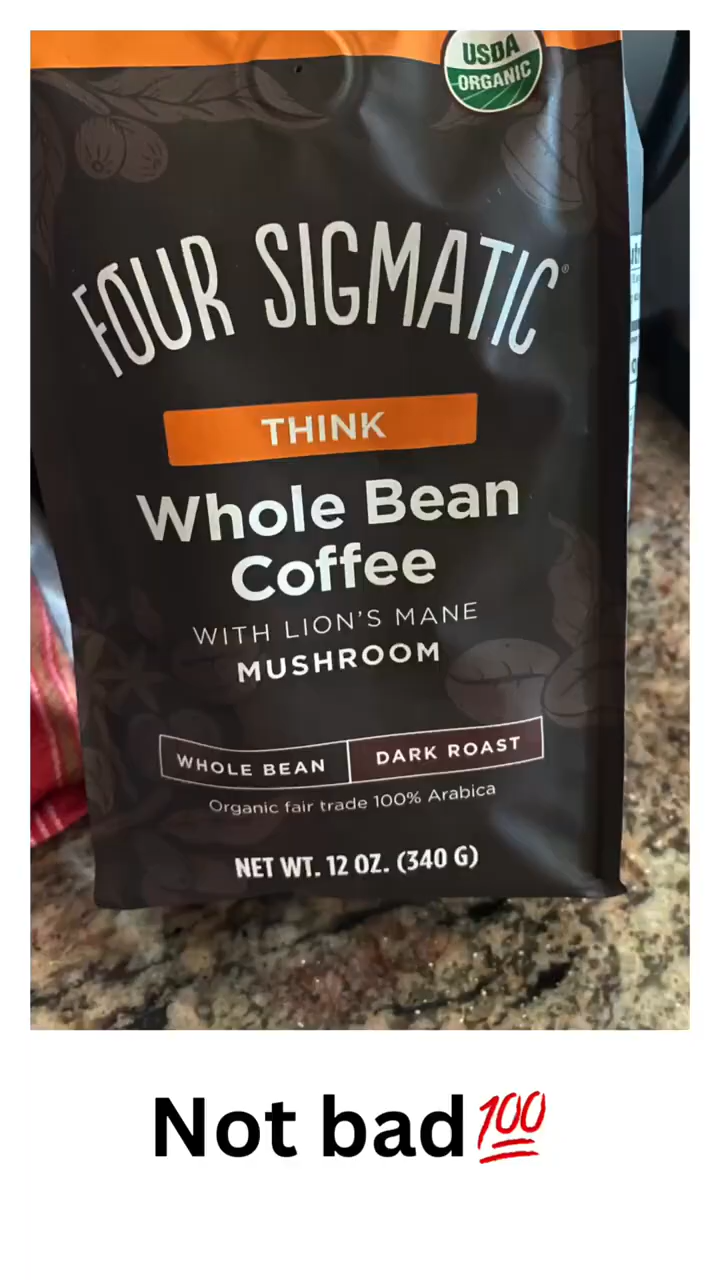 USDA
ORGANIC
FOUR SIGMATIC®
THINK
Whole Bean
Coffee
WITH LION'S MANE
MUSHROOM
WHOLE BEAN
DARK ROAST
Organic fair trade 100% Arabica
NET WT. 12 OZ. (340 G)
Not bad💯